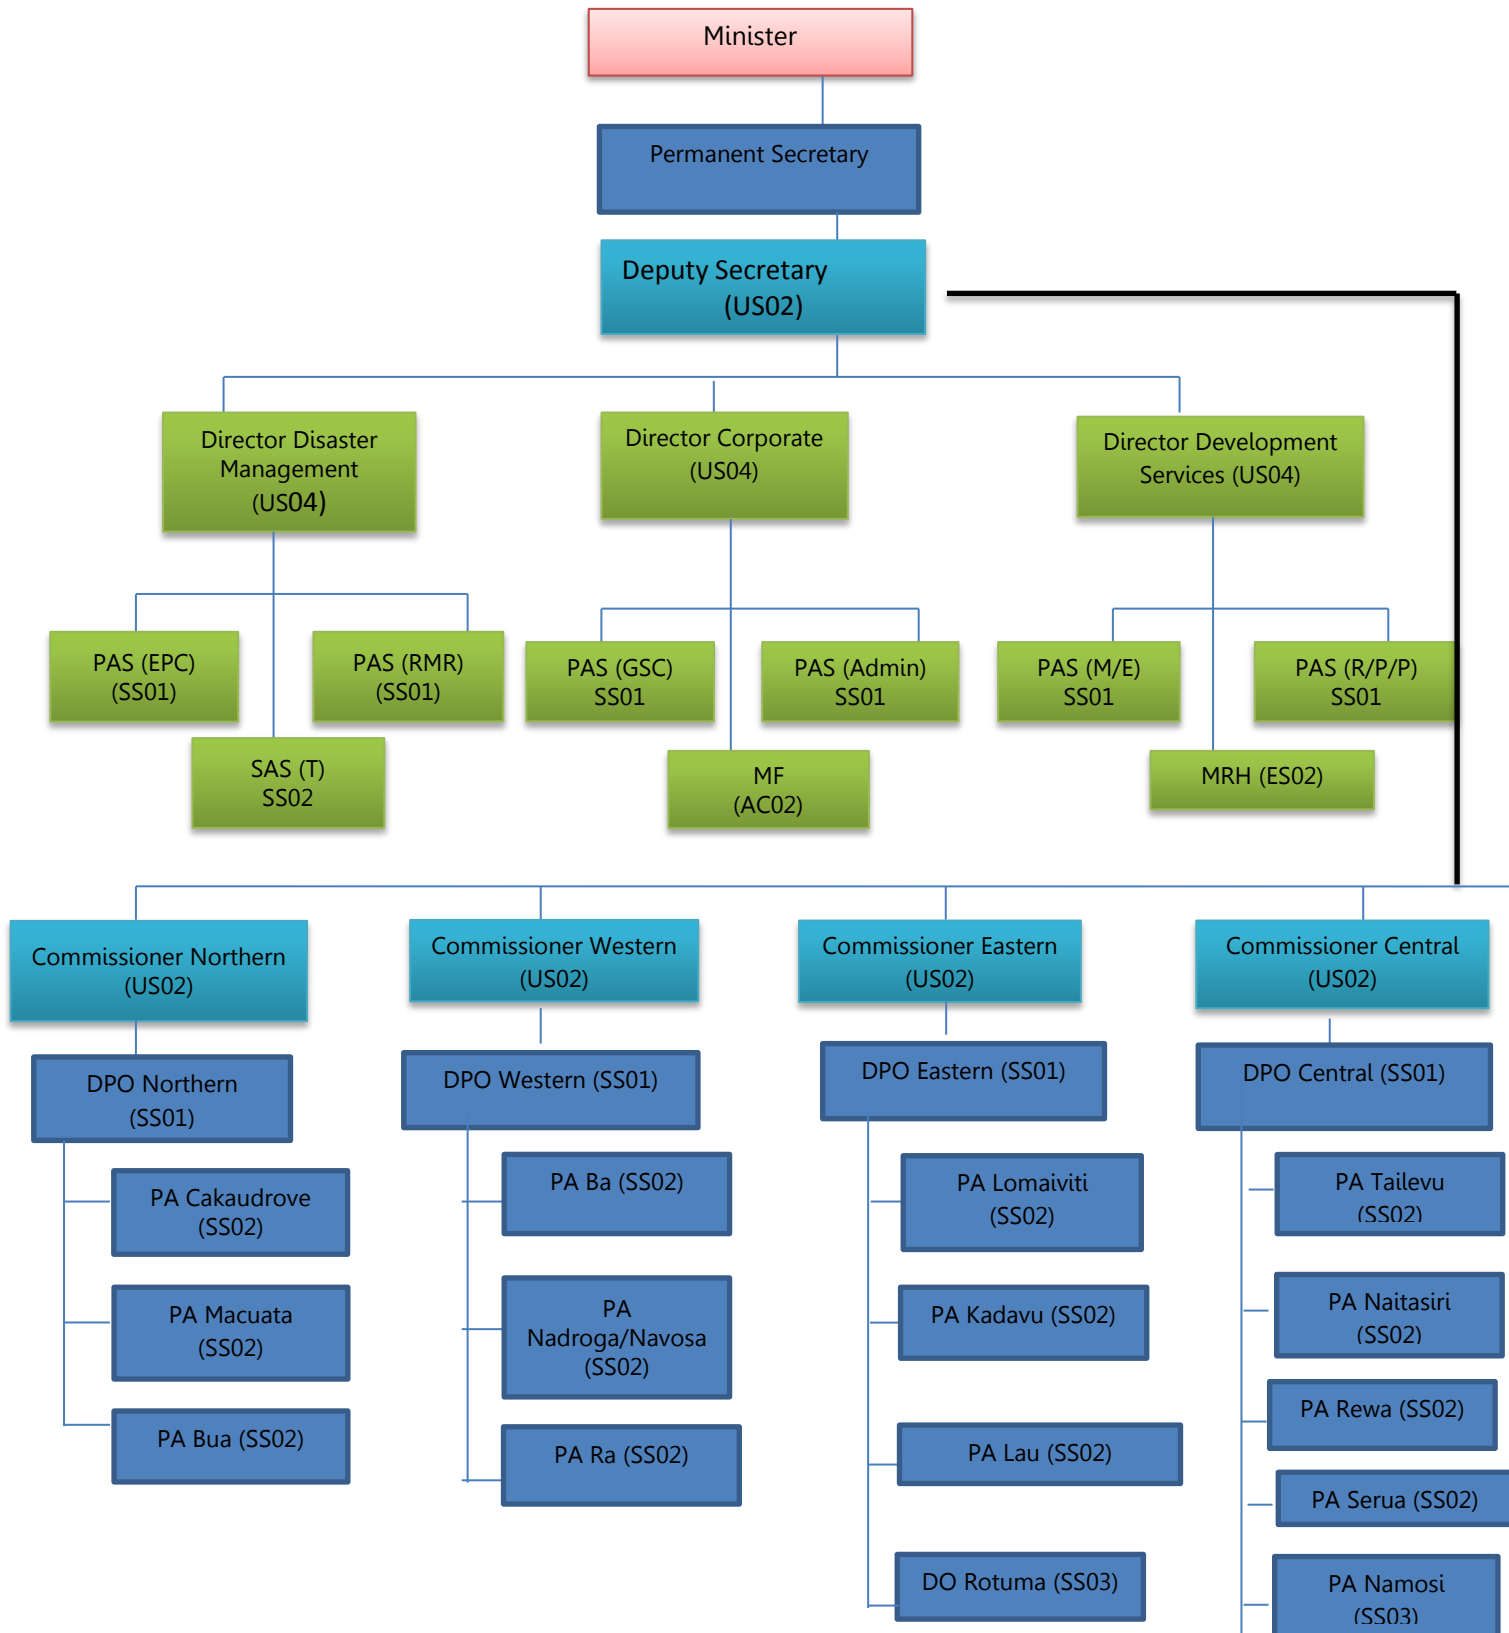 Minister
Permanent Secretary
Deputy Secretary
(US02)
Director Disaster
Management
(US04)
Director Corporate
(US04)
Director Development
Services (US04)
PAS (EPC)
(SS01)
PAS (RMR)
(SS01)
PAS (GSC)
SS01
PAS (Admin)
SS01
PAS (M/E)
SS01
PAS (R/P/P)
SS01
SAS (T)
SS02
MF
(AC02)
MRH (ES02)
Commissioner Northern
(US02)
Commissioner Western
(US02)
Commissioner Eastern
(US02)
Commissioner Central
(US02)
DPO Northern
(SS01)
DPO Western (SS01)
DPO Eastern (SS01)
DPO Central (SS01)
PA Cakaudrove
(SS02)
PA Macuata
(SS02)
PA Bua (SS02)
PA Ba (SS02)
PA
Nadroga/Navosa
(SS02)
PA Ra (SS02)
PA Lomaiviti
(SS02)
PA Kadavu (SS02)
PA Lau (SS02)
DO Rotuma (SS03)
PA Tailevu
(SS02)
PA Naitasiri
(SS02)
PA Rewa (SS02)
PA Serua (SS02)
PA Namosi
(SS03)